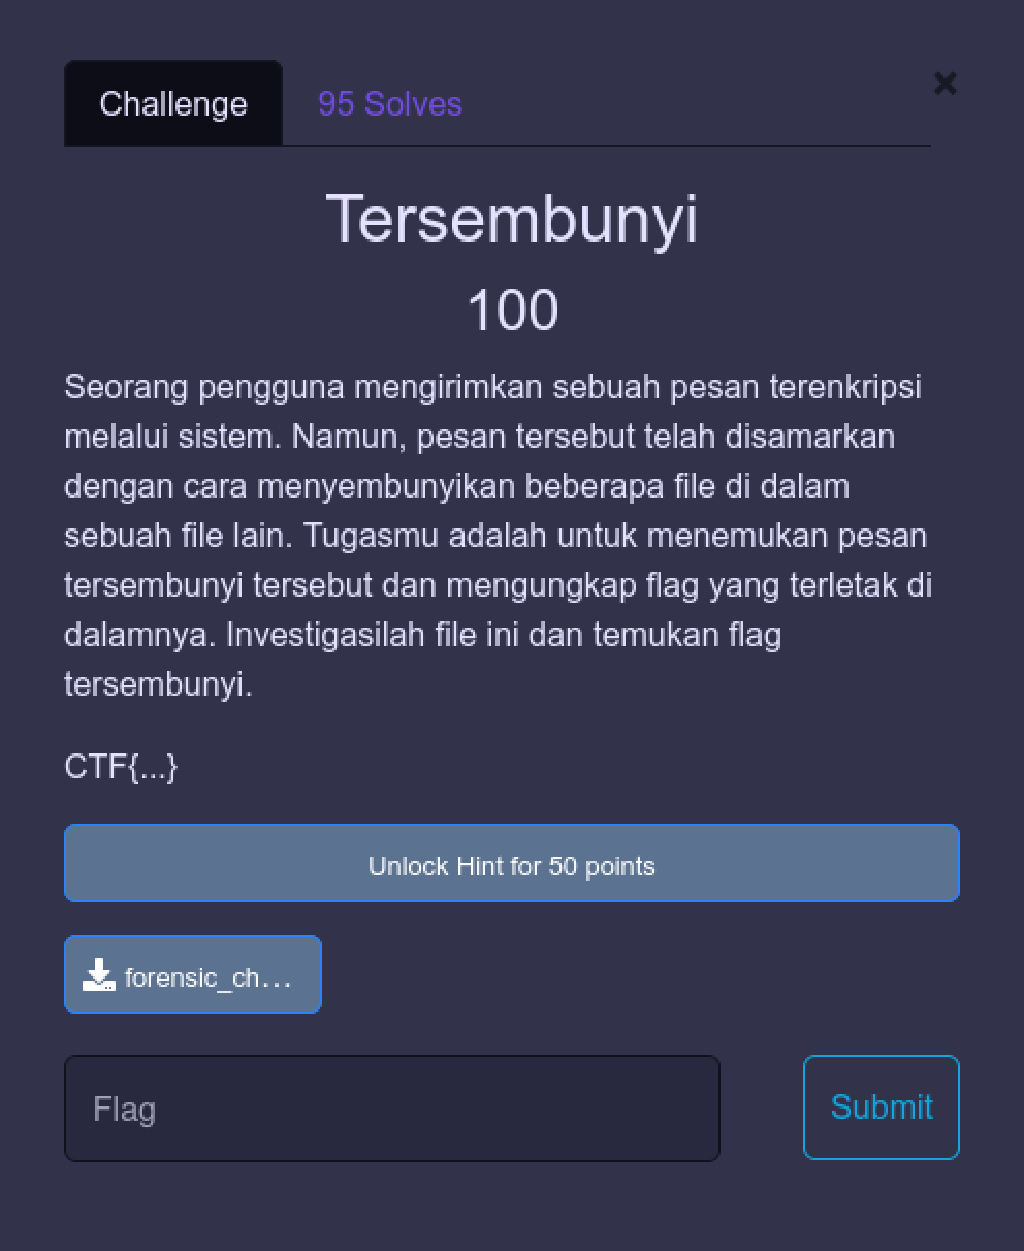 Challenge
95 Solves
×
Tersembunyi
100
Seorang pengguna mengirimkan sebuah pesan terenkripsi
melalui sistem. Namun, pesan tersebut telah disamarkan
dengan cara menyembunyikan beberapa file di dalam
sebuah file lain. Tugasmu adalah untuk menemukan pesan
tersembunyi tersebut dan mengungkap flag yang terletak di
dalamnya. Investigasilah file ini dan temukan flag
tersembunyi.
CTF{...}
Unlock Hint for 50 points
forensic_ch...
Flag
Submit